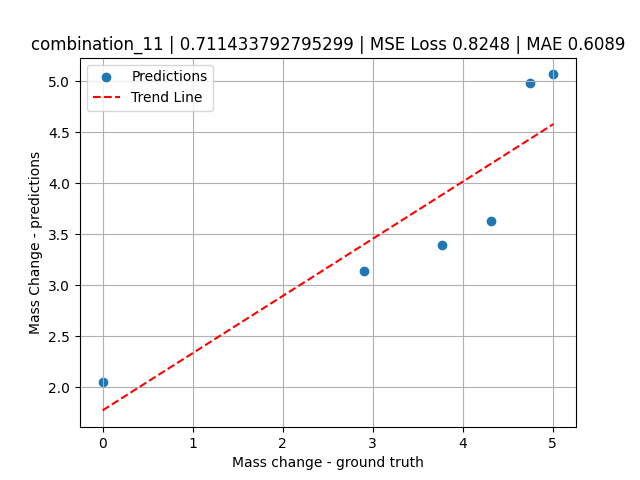 combination_11 | 0.711433792795299 | MSE Loss 0.8248 | MAE 0.6089
Predictions
Trend Line
5.0
4.5
4.0
3.5
3.0
2.5
2.0
Mass Change - predictions
0 1 2 3 4 5
Mass change - ground truth